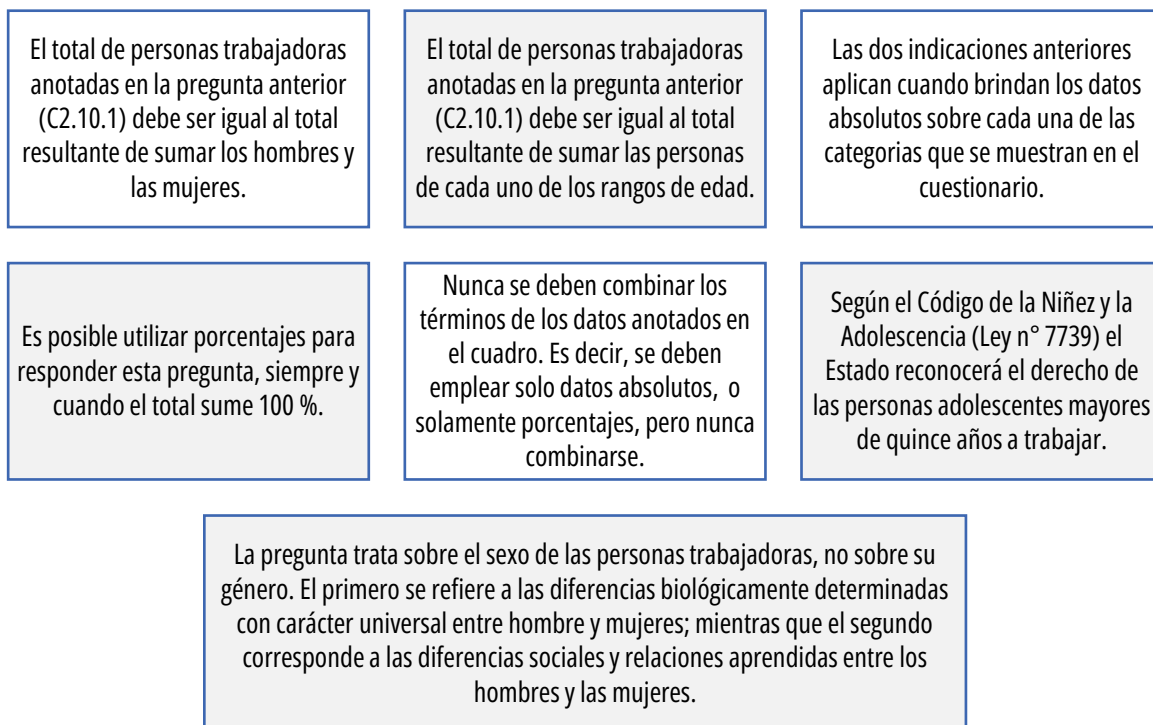 El total de personas trabajadoras
anotadas en la pregunta anterior
(C2.10.1) debe ser igual al total
resultante de sumar los hombres y
las mujeres.
El total de personas trabajadoras
anotadas en la pregunta anterior
(C2.10.1) debe ser igual al total
resultante de sumar las personas
de cada uno de los rangos de edad.
Las dos indicaciones anteriores
aplican cuando brindan los datos
absolutos sobre cada una de las
categorias que se muestran en el
cuestionario.
Es posible utilizar porcentajes para
responder esta pregunta, siempre y
cuando el total sume 100 %.
Nunca se deben combinar los
términos de los datos anotados en
el cuadro. Es decir, se deben
emplear solo datos absolutos, o
solamente porcentajes, pero nunca
combinarse.
Según el Código de la Niñez y la
Adolescencia (Ley n° 7739) el
Estado reconocerá el derecho de
las personas adolescentes mayores
de quince años a trabajar.
La pregunta trata sobre el sexo de las personas trabajadoras, no sobre su
género. El primero se refiere a las diferencias biológicamente determinadas
con carácter universal entre hombre y mujeres; mientras que el segundo
corresponde a las diferencias sociales y relaciones aprendidas entre los
hombres y las mujeres.